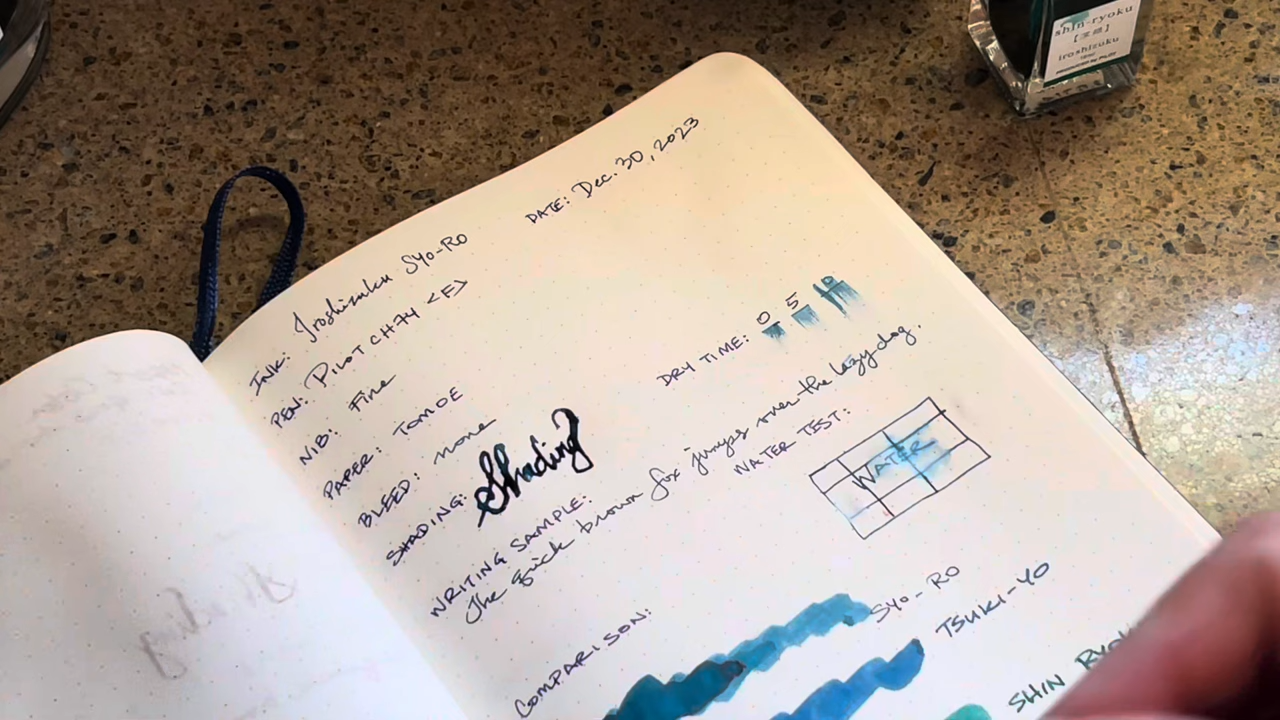 shin-ryoku
iroshizuku
DATE: Dec. 30, 2023
INK: Iroshizuku SYO-RO
PEN: PILOT CH74 <F>
NIB: Fine
PAPER: TOMOE
BLEED: none
SHADING: Shading
DRY TIME: 0 5 10
WRITING SAMPLE:
The quick brown fox jumps over the lazy dog.
WATER TEST:
WATER
COMPARISON:
SYO-RO
TSUKI-YO
SHIN